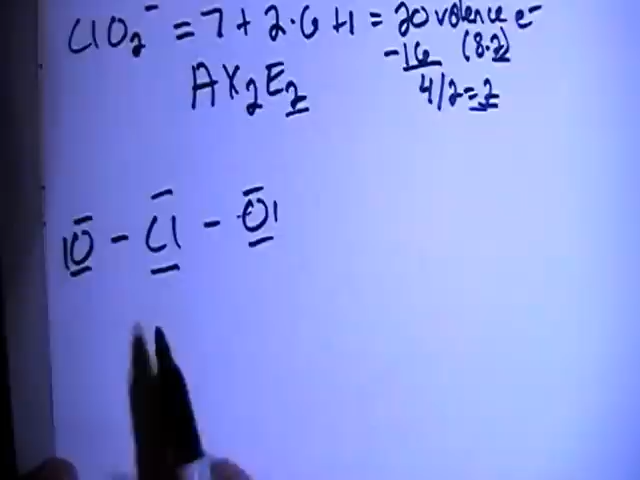 ClO₂⁻ = 7 + 2·6 + 1 = 20 valence e⁻
-16 (8·2)
AX₂E₂
4/2 = 2
|O - Cl - O|